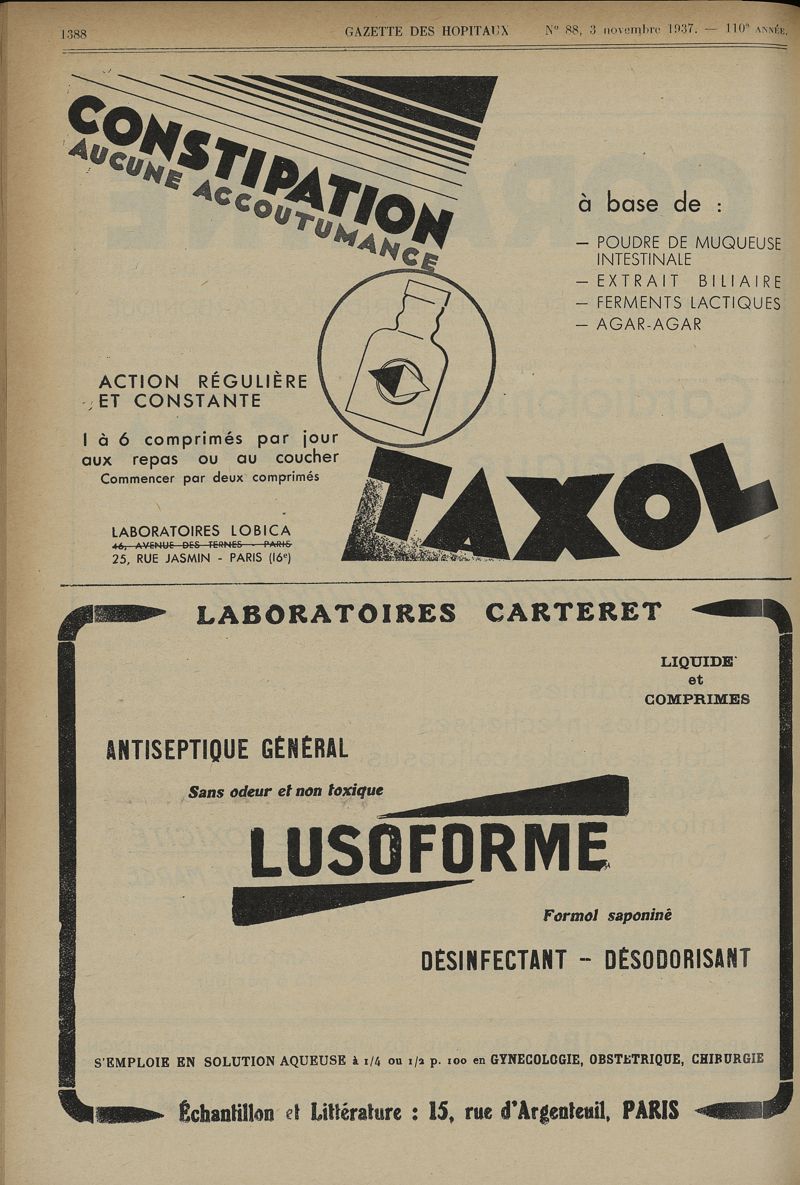 1388 GAZETTE DES HOPITAUX N° 88, 3 novembre 1937. — 110e ANNÉE.
CONSTIPATION
AUCUNE ACCOUTUMANCE
à base de :
— POUDRE DE MUQUEUSE
INTESTINALE
— EXTRAIT BILIAIRE
— FERMENTS LACTIQUES
— AGAR-AGAR
ACTION RÉGULIÈRE
ET CONSTANTE
1 à 6 comprimés par jour
aux repas ou au coucher
Commencer par deux comprimés
TAXOL
LABORATOIRES LOBICA
46, AVENUE DES TERNES - PARIS
25, RUE JASMIN - PARIS (16e)
LABORATOIRES CARTERET
LIQUIDE
et
COMPRIMES
ANTISEPTIQUE GÉNÉRAL
Sans odeur et non toxique
LUSOFORME
Formol saponiné
DÉSINFECTANT - DÉSODORISANT
S'EMPLOIE EN SOLUTION AQUEUSE à 1/4 ou 1/2 p. 100 en GYNECOLOGIE, OBSTETRIQUE, CHIRURGIE
Échantillon et Littérature : 15, rue d'Argenteuil, PARIS